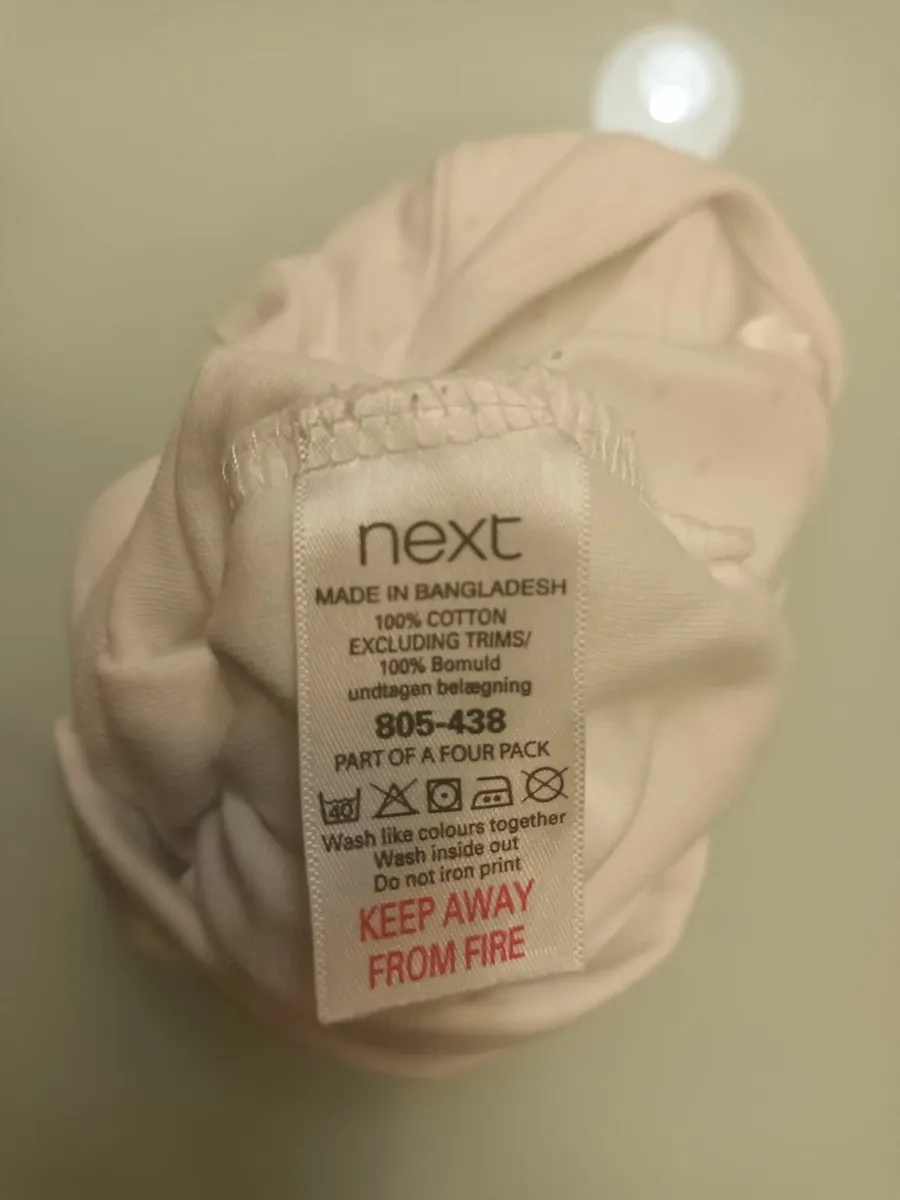 next
MADE IN BANGLADESH
100% COTTON
EXCLUDING TRIMS/
100% Bomuld
undtagen belægning
805-438
PART OF A FOUR PACK
40
Wash like colours together
Wash inside out
Do not iron print
KEEP AWAY
FROM FIRE